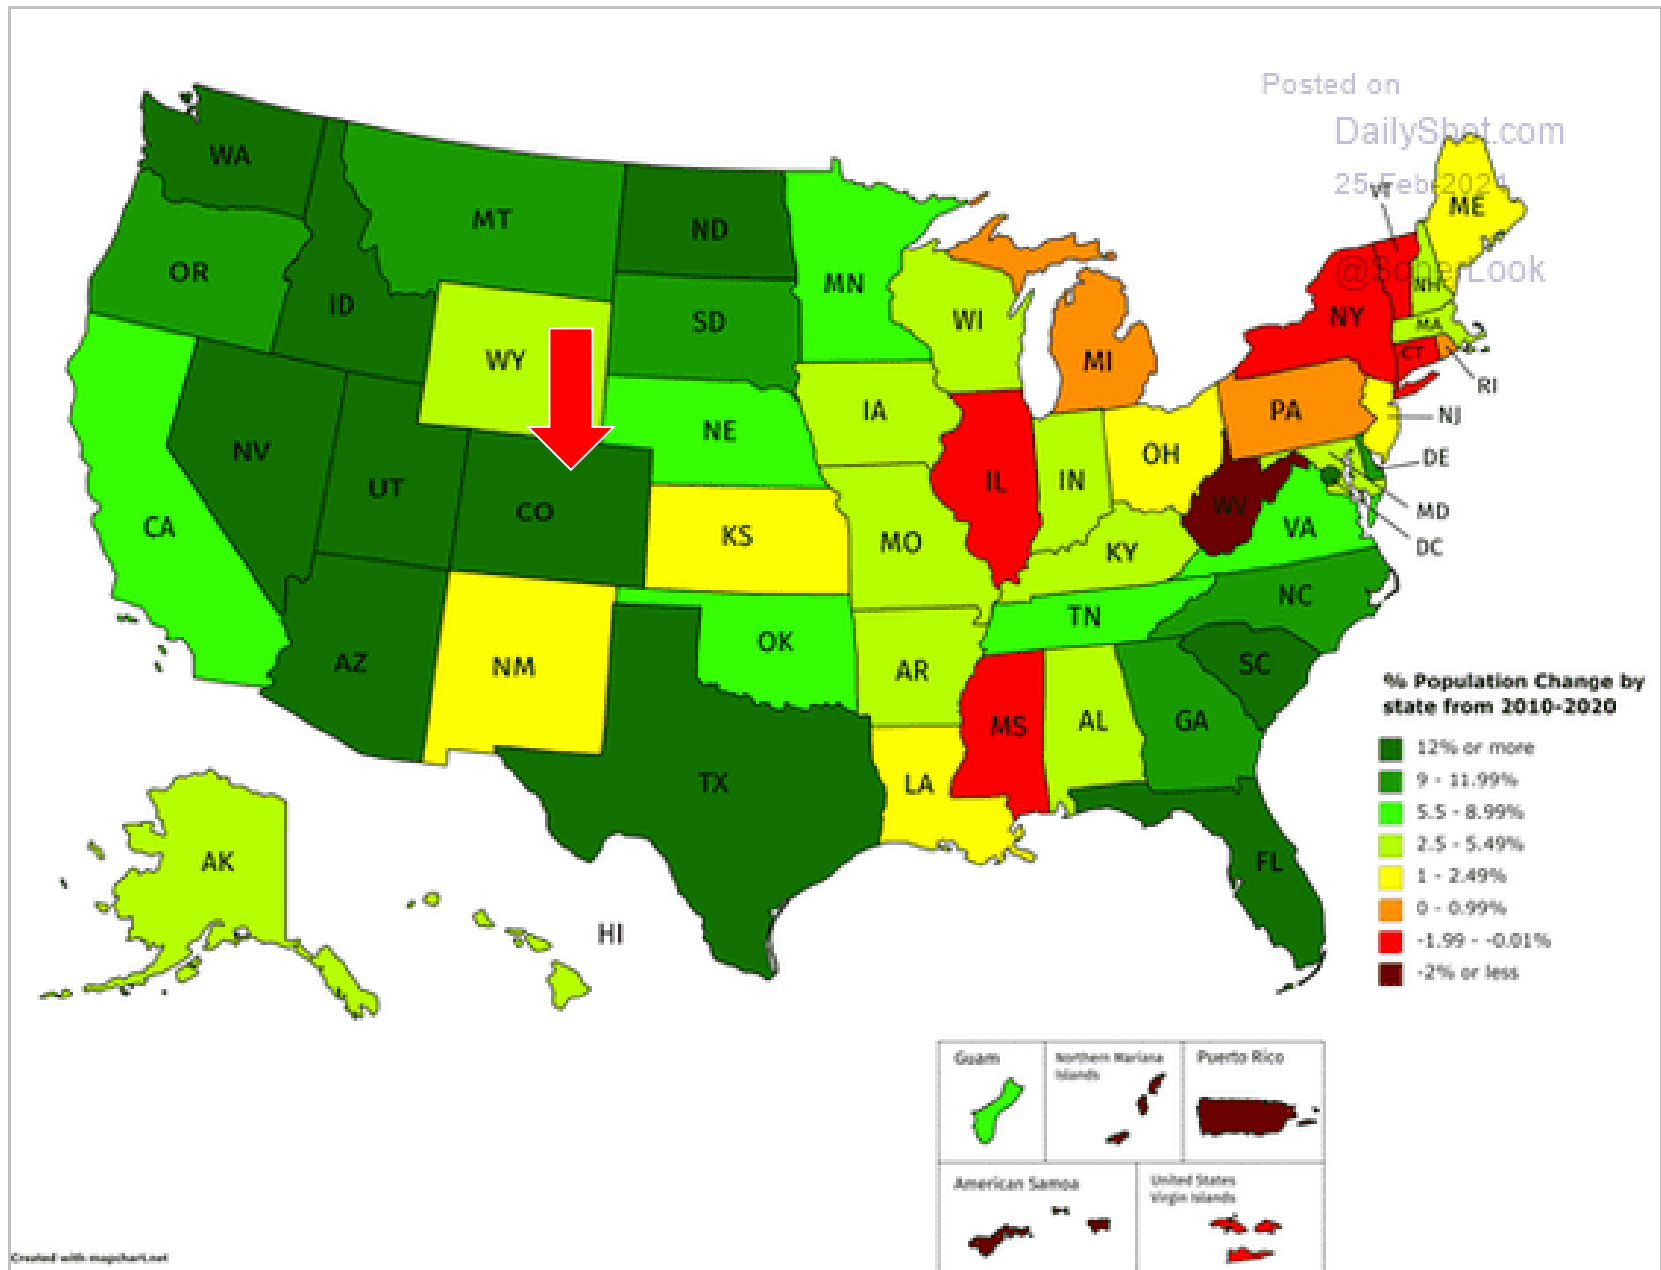 Posted on
DailyShot.com
25-Feb-2024
@SoberLook
WA
MT
ND
MN
VT
ME
OR
ID
SD
WI
NH
WY
NY
MA
MI
CT
RI
IA
PA
NJ
NE
NV
OH
DE
UT
IL
IN
CO
WV
MD
CA
KS
MO
VA
DC
KY
NC
TN
OK
AZ
NM
AR
SC
MS
AL
GA
TX
LA
FL
AK
HI
% Population Change by
state from 2010-2020
12% or more
9 - 11.99%
5.5 - 8.99%
2.5 - 5.49%
1 - 2.49%
0 - 0.99%
-1.99 - -0.01%
-2% or less
Guam
Northern Mariana
Islands
Puerto Rico
American Samoa
United States
Virgin Islands
Created with mapchart.net